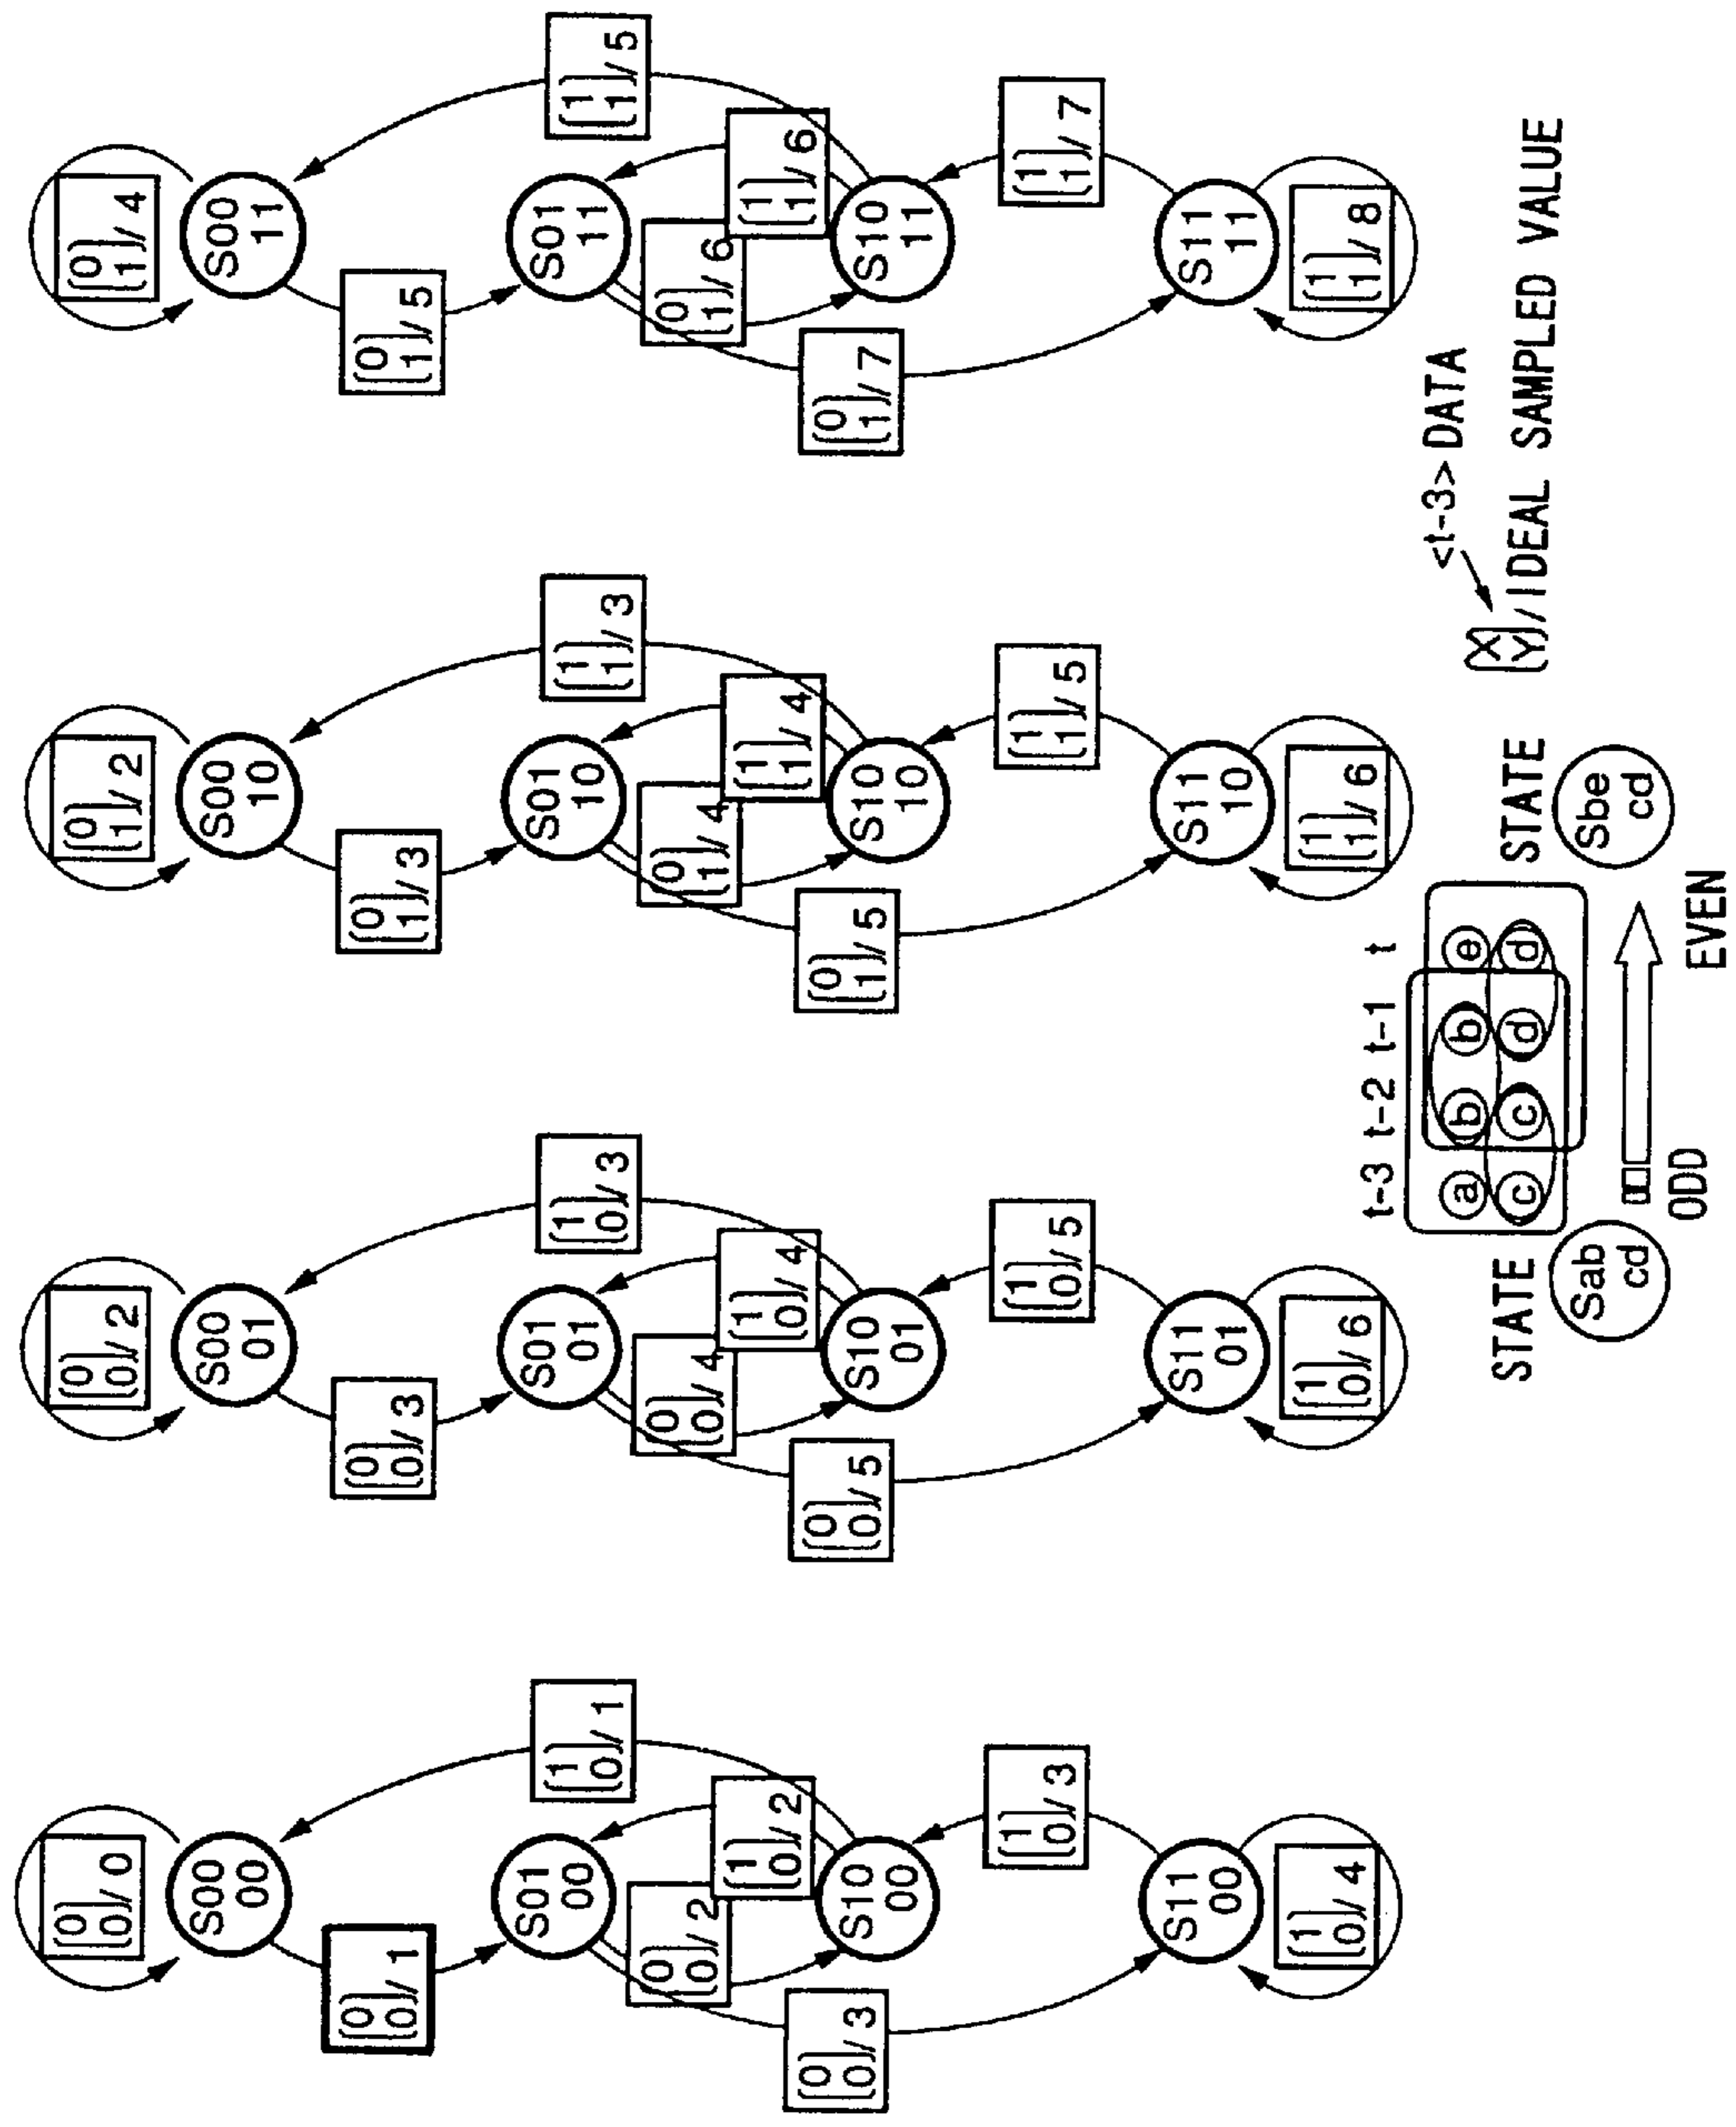 (0
0)/0
S00
00
(0
0)/1
S01
00
(1
0)/1
(0
0)/2
(1
0)/2
(0
0)/3
S10
00
(1
0)/3
S11
00
(1
0)/4
(0
0)/2
S00
01
(0
0)/3
S01
01
(1
0)/3
(0
0)/4
(1
0)/4
(0
0)/5
S10
01
(1
0)/5
S11
01
(1
0)/6
(0
1)/2
S00
10
(0
1)/3
S01
10
(1
1)/3
(0
1)/4
(1
1)/4
(0
1)/5
S10
10
(1
1)/5
S11
10
(1
1)/6
(0
1)/4
S00
11
(0
1)/5
S01
11
(1
1)/5
(0
1)/6
(1
1)/6
(0
1)/7
S10
11
(1
1)/7
S11
11
(1
1)/8
t-3 t-2 t-1 t
a b b e
c c d d
STATE
Sab
cd
STATE
Sbe
cd
ODD
EVEN
<t-3> DATA
(X
Y)/IDEAL SAMPLED VALUE